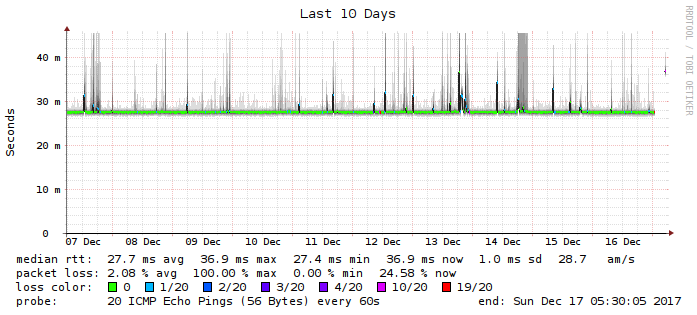 Last 10 Days
RRDTOOL / TOBI OETIKER
Seconds
40 m
30 m
20 m
10 m
0
07 Dec 08 Dec 09 Dec 10 Dec 11 Dec 12 Dec 13 Dec 14 Dec 15 Dec 16 Dec
median rtt: 27.7 ms avg 36.9 ms max 27.4 ms min 36.9 ms now 1.0 ms sd 28.7 am/s
packet loss: 2.08 % avg 100.00 % max 0.00 % min 24.58 % now
loss color: 0 1/20 2/20 3/20 4/20 10/20 19/20
probe: 20 ICMP Echo Pings (56 Bytes) every 60s end: Sun Dec 17 05:30:05 2017